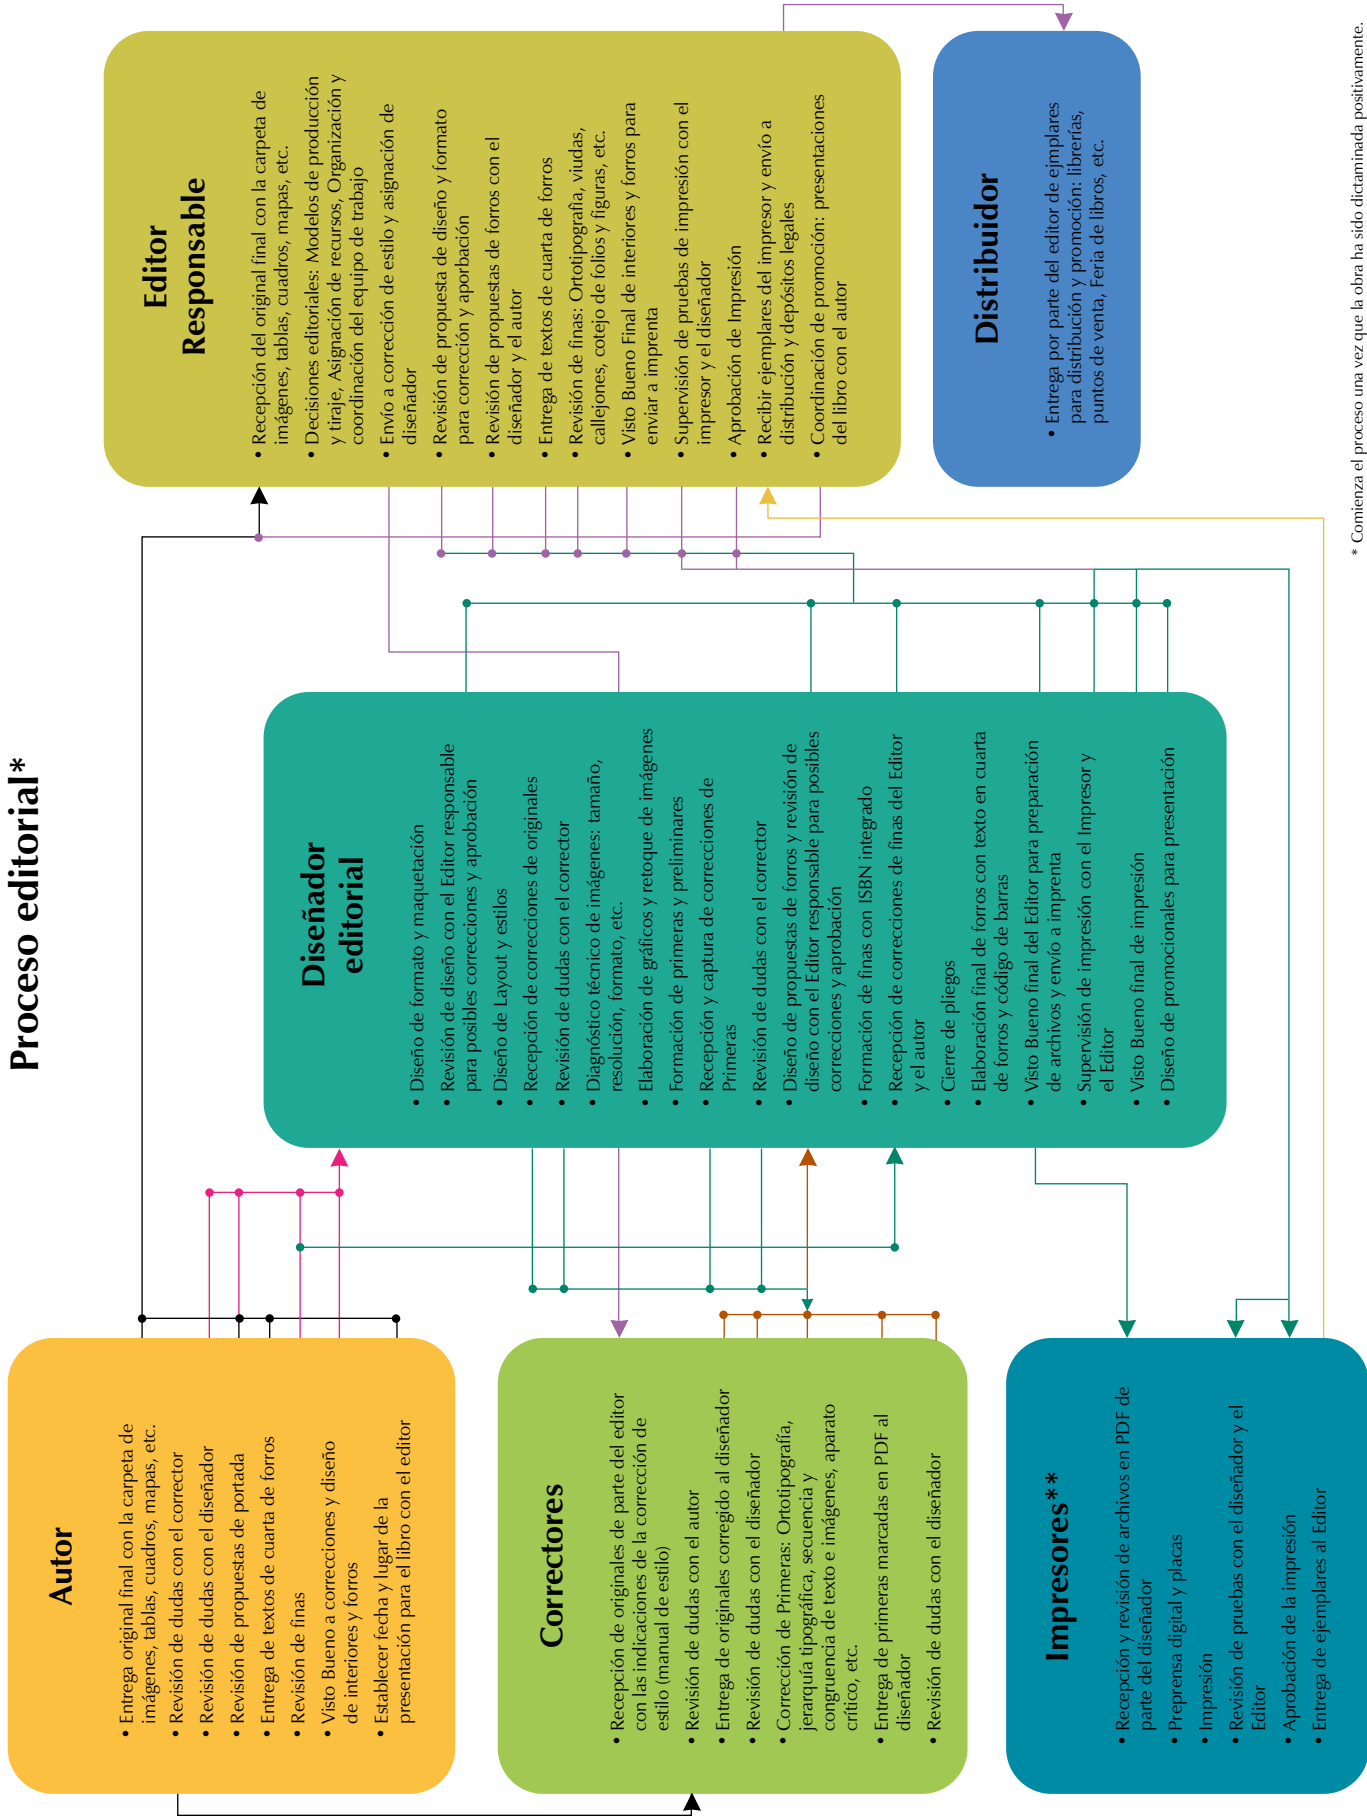 Proceso editorial*
Autor
• Entrega original final con la carpeta de
imágenes, tablas, cuadros, mapas, etc.
• Revisión de dudas con el corrector
• Revisión de dudas con el diseñador
• Revisión de propuestas de portada
• Entrega de textos de cuarta de forros
• Revisión de finas
• Visto Bueno a correcciones y diseño
de interiores y forros
• Establecer fecha y lugar de la
presentación para el libro con el editor
Correctores
• Recepción de originales de parte del editor
con las indicaciones de la corrección de
estilo (manual de estilo)
• Revisión de dudas con el autor
• Entrega de originales corregido al diseñador
• Revisión de dudas con el diseñador
• Corrección de Primeras: Ortotipografía,
jerarquía tipográfica, secuencia y
congruencia de texto e imágenes, aparato
crítico, etc.
• Entrega de primeras marcadas en PDF al
diseñador
• Revisión de dudas con el diseñador
Impresores**
• Recepción y revisión de archivos en PDF de
parte del diseñador
• Preprensa digital y placas
• Impresión
• Revisión de pruebas con el diseñador y el
Editor
• Aprobación de la impresión
• Entrega de ejemplares al Editor
Diseñador
editorial
• Diseño de formato y maquetación
• Revisión de diseño con el Editor responsable
para posibles correcciones y aprobación
• Diseño de Layout y estilos
• Recepción de correcciones de originales
• Revisión de dudas con el corrector
• Diagnóstico técnico de imágenes: tamaño,
resolución, formato, etc.
• Elaboración de gráficos y retoque de imágenes
• Formación de primeras y preliminares
• Recepción y captura de correcciones de
Primeras
• Revisión de dudas con el corrector
• Diseño de propuestas de forros y revisión de
diseño con el Editor responsable para posibles
correcciones y aprobación
• Formación de finas con ISBN integrado
• Recepción de correcciones de finas del Editor
y el autor
• Cierre de pliegos
• Elaboración final de forros con texto en cuarta
de forros y código de barras
• Visto Bueno final del Editor para preparación
de archivos y envío a imprenta
• Supervisión de impresión con el Impresor y
el Editor
• Visto Bueno final de impresión
• Diseño de promocionales para presentación
Editor
Responsable
• Recepción del original final con la carpeta de
imágenes, tablas, cuadros, mapas, etc.
• Decisiones editoriales: Modelos de producción
y tiraje, Asignación de recursos, Organización y
coordinación del equipo de trabajo
• Envío a corrección de estilo y asignación de
diseñador
• Revisión de propuesta de diseño y formato
para corrección y aporbación
• Revisión de propuestas de forros con el
diseñador y el autor
• Entrega de textos de cuarta de forros
• Revisión de finas: Ortotipografía, viudas,
callejones, cotejo de folios y figuras, etc.
• Visto Bueno Final de interiores y forros para
enviar a imprenta
• Supervisión de pruebas de impresión con el
impresor y el diseñador
• Aprobación de Impresión
• Recibir ejemplares del impresor y envío a
distribución y depósitos legales
• Coordinación de promoción: presentaciones
del libro con el autor
Distribuidor
• Entrega por parte del editor de ejmplares
para distribución y promoción: librerías,
puntos de venta, Feria de libros, etc.
* Comienza el proceso una vez que la obra ha sido dictaminada positivamente.